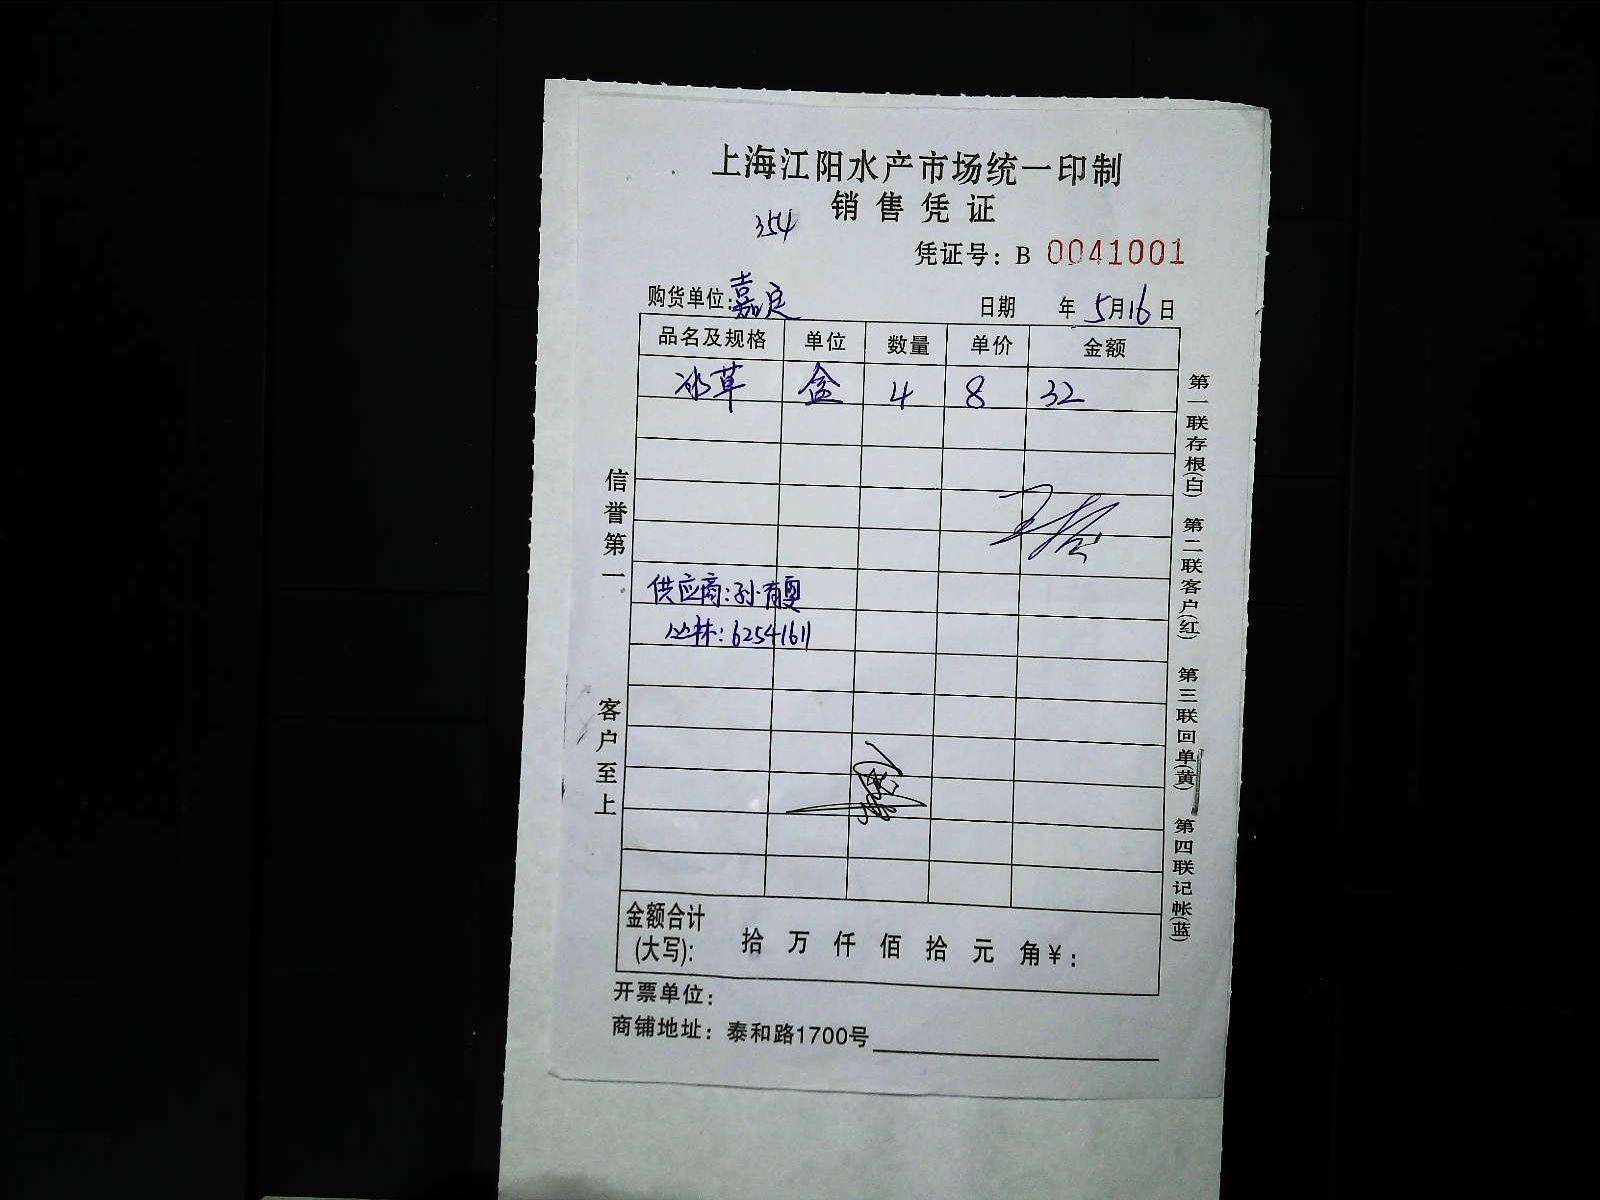 上海江阳水产市场统一印制
销售凭证
354
凭证号：B 0041001
购货单位：嘉定 日期 年5月16日
品名及规格 单位 数量 单价 金额
冰草 盒 4 8 32
供应商：孙育
丛林：62541611
金额合计
(大写)： 拾 万 仟 佰 拾 元 角￥：
开票单位：
商铺地址：泰和路1700号
信誉第一
客户至上
第一联存根(白) 第二联客户(红) 第三联回单(黄) 第四联记帐(蓝)